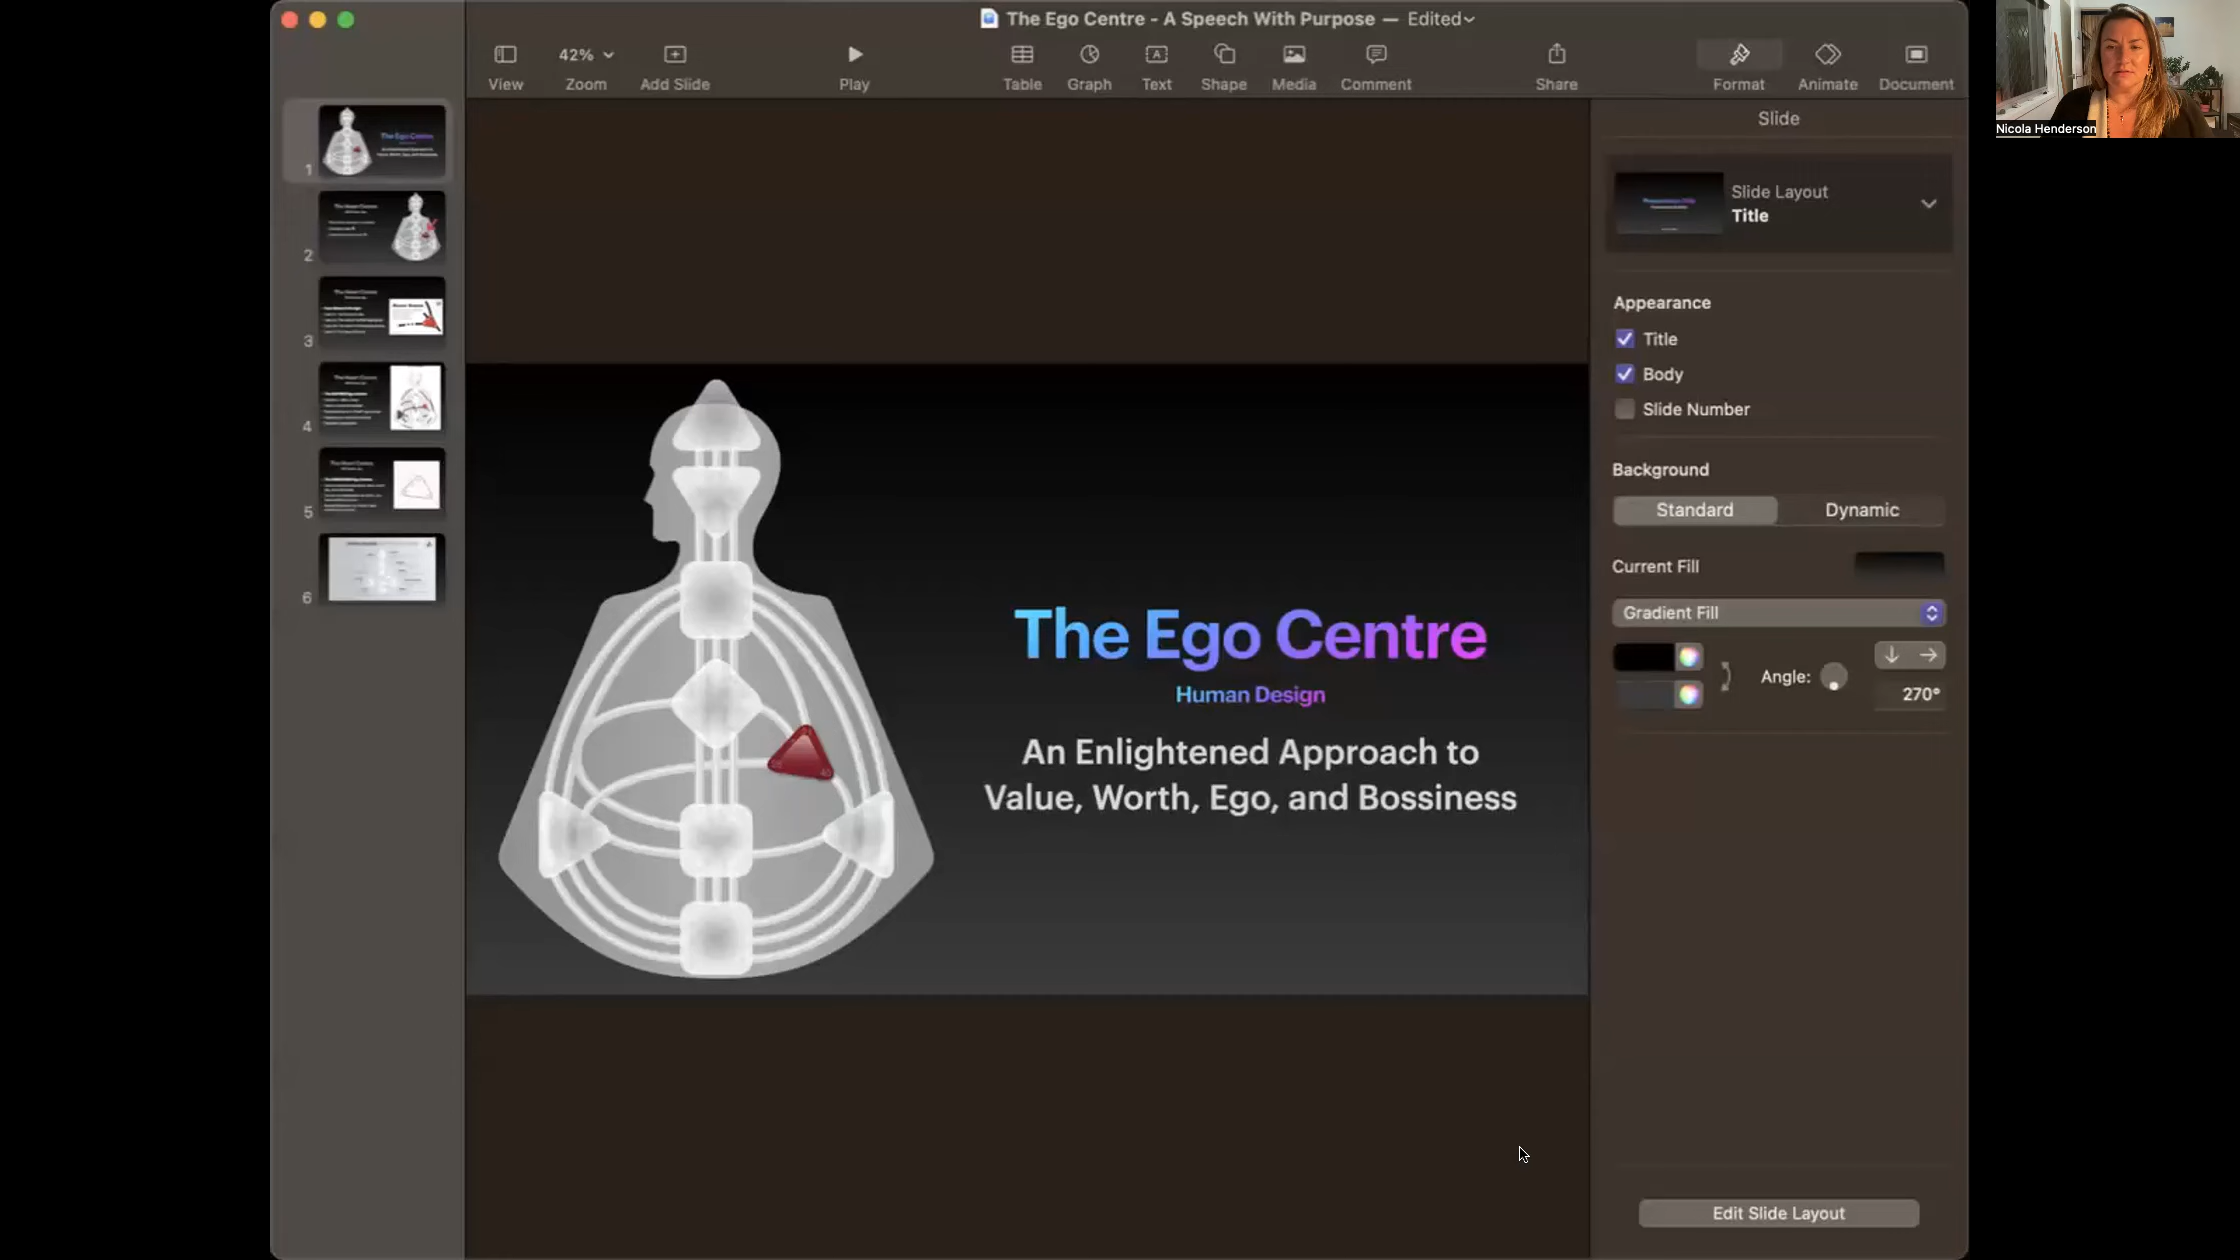 The Ego Centre - A Speech With Purpose — Edited
View
42%
Zoom
Add Slide
Play
Table
Graph
Text
Shape
Media
Comment
Share
Format
Animate
Document
Nicola Henderson
1
2
3
4
5
6
The Ego Centre
Human Design
An Enlightened Approach to
Value, Worth, Ego, and Bossiness
Slide
Slide Layout
Title
Appearance
Title
Body
Slide Number
Background
Standard Dynamic
Current Fill
Gradient Fill
Angle:
270°
Edit Slide Layout